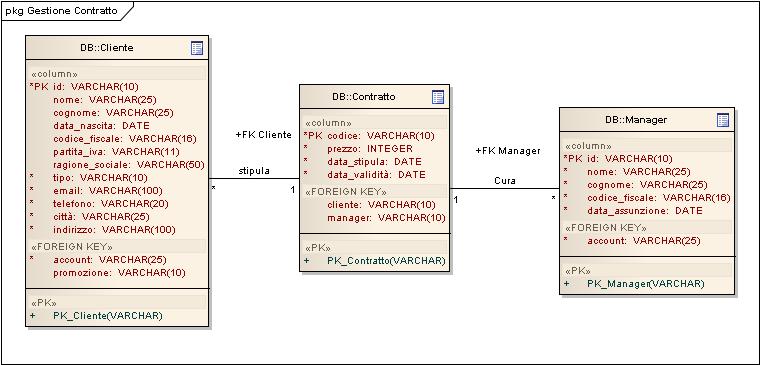 pkg Gestione Contratto
DB::Cliente
«column»
*PK id: VARCHAR(10)
nome: VARCHAR(25)
cognome: VARCHAR(25)
data_nascita: DATE
codice_fiscale: VARCHAR(16)
partita_iva: VARCHAR(11)
ragione_sociale: VARCHAR(50)
* tipo: VARCHAR(10)
* email: VARCHAR(100)
* telefono: VARCHAR(20)
* città: VARCHAR(25)
* indirizzo: VARCHAR(100)
«FOREIGN KEY»
* account: VARCHAR(25)
promozione: VARCHAR(10)
«PK»
+ PK_Cliente(VARCHAR)
+FK Cliente
stipula
*
1
DB::Contratto
«column»
*PK codice: VARCHAR(10)
* prezzo: INTEGER
* data_stipula: DATE
* data_validità: DATE
«FOREIGN KEY»
cliente: VARCHAR(10)
manager: VARCHAR(10)
«PK»
+ PK_Contratto(VARCHAR)
+FK Manager
Cura
1
*
DB::Manager
«column»
*PK id: VARCHAR(10)
* nome: VARCHAR(25)
* cognome: VARCHAR(25)
* codice_fiscale: VARCHAR(16)
* data_assunzione: DATE
«FOREIGN KEY»
* account: VARCHAR(25)
«PK»
+ PK_Manager(VARCHAR)